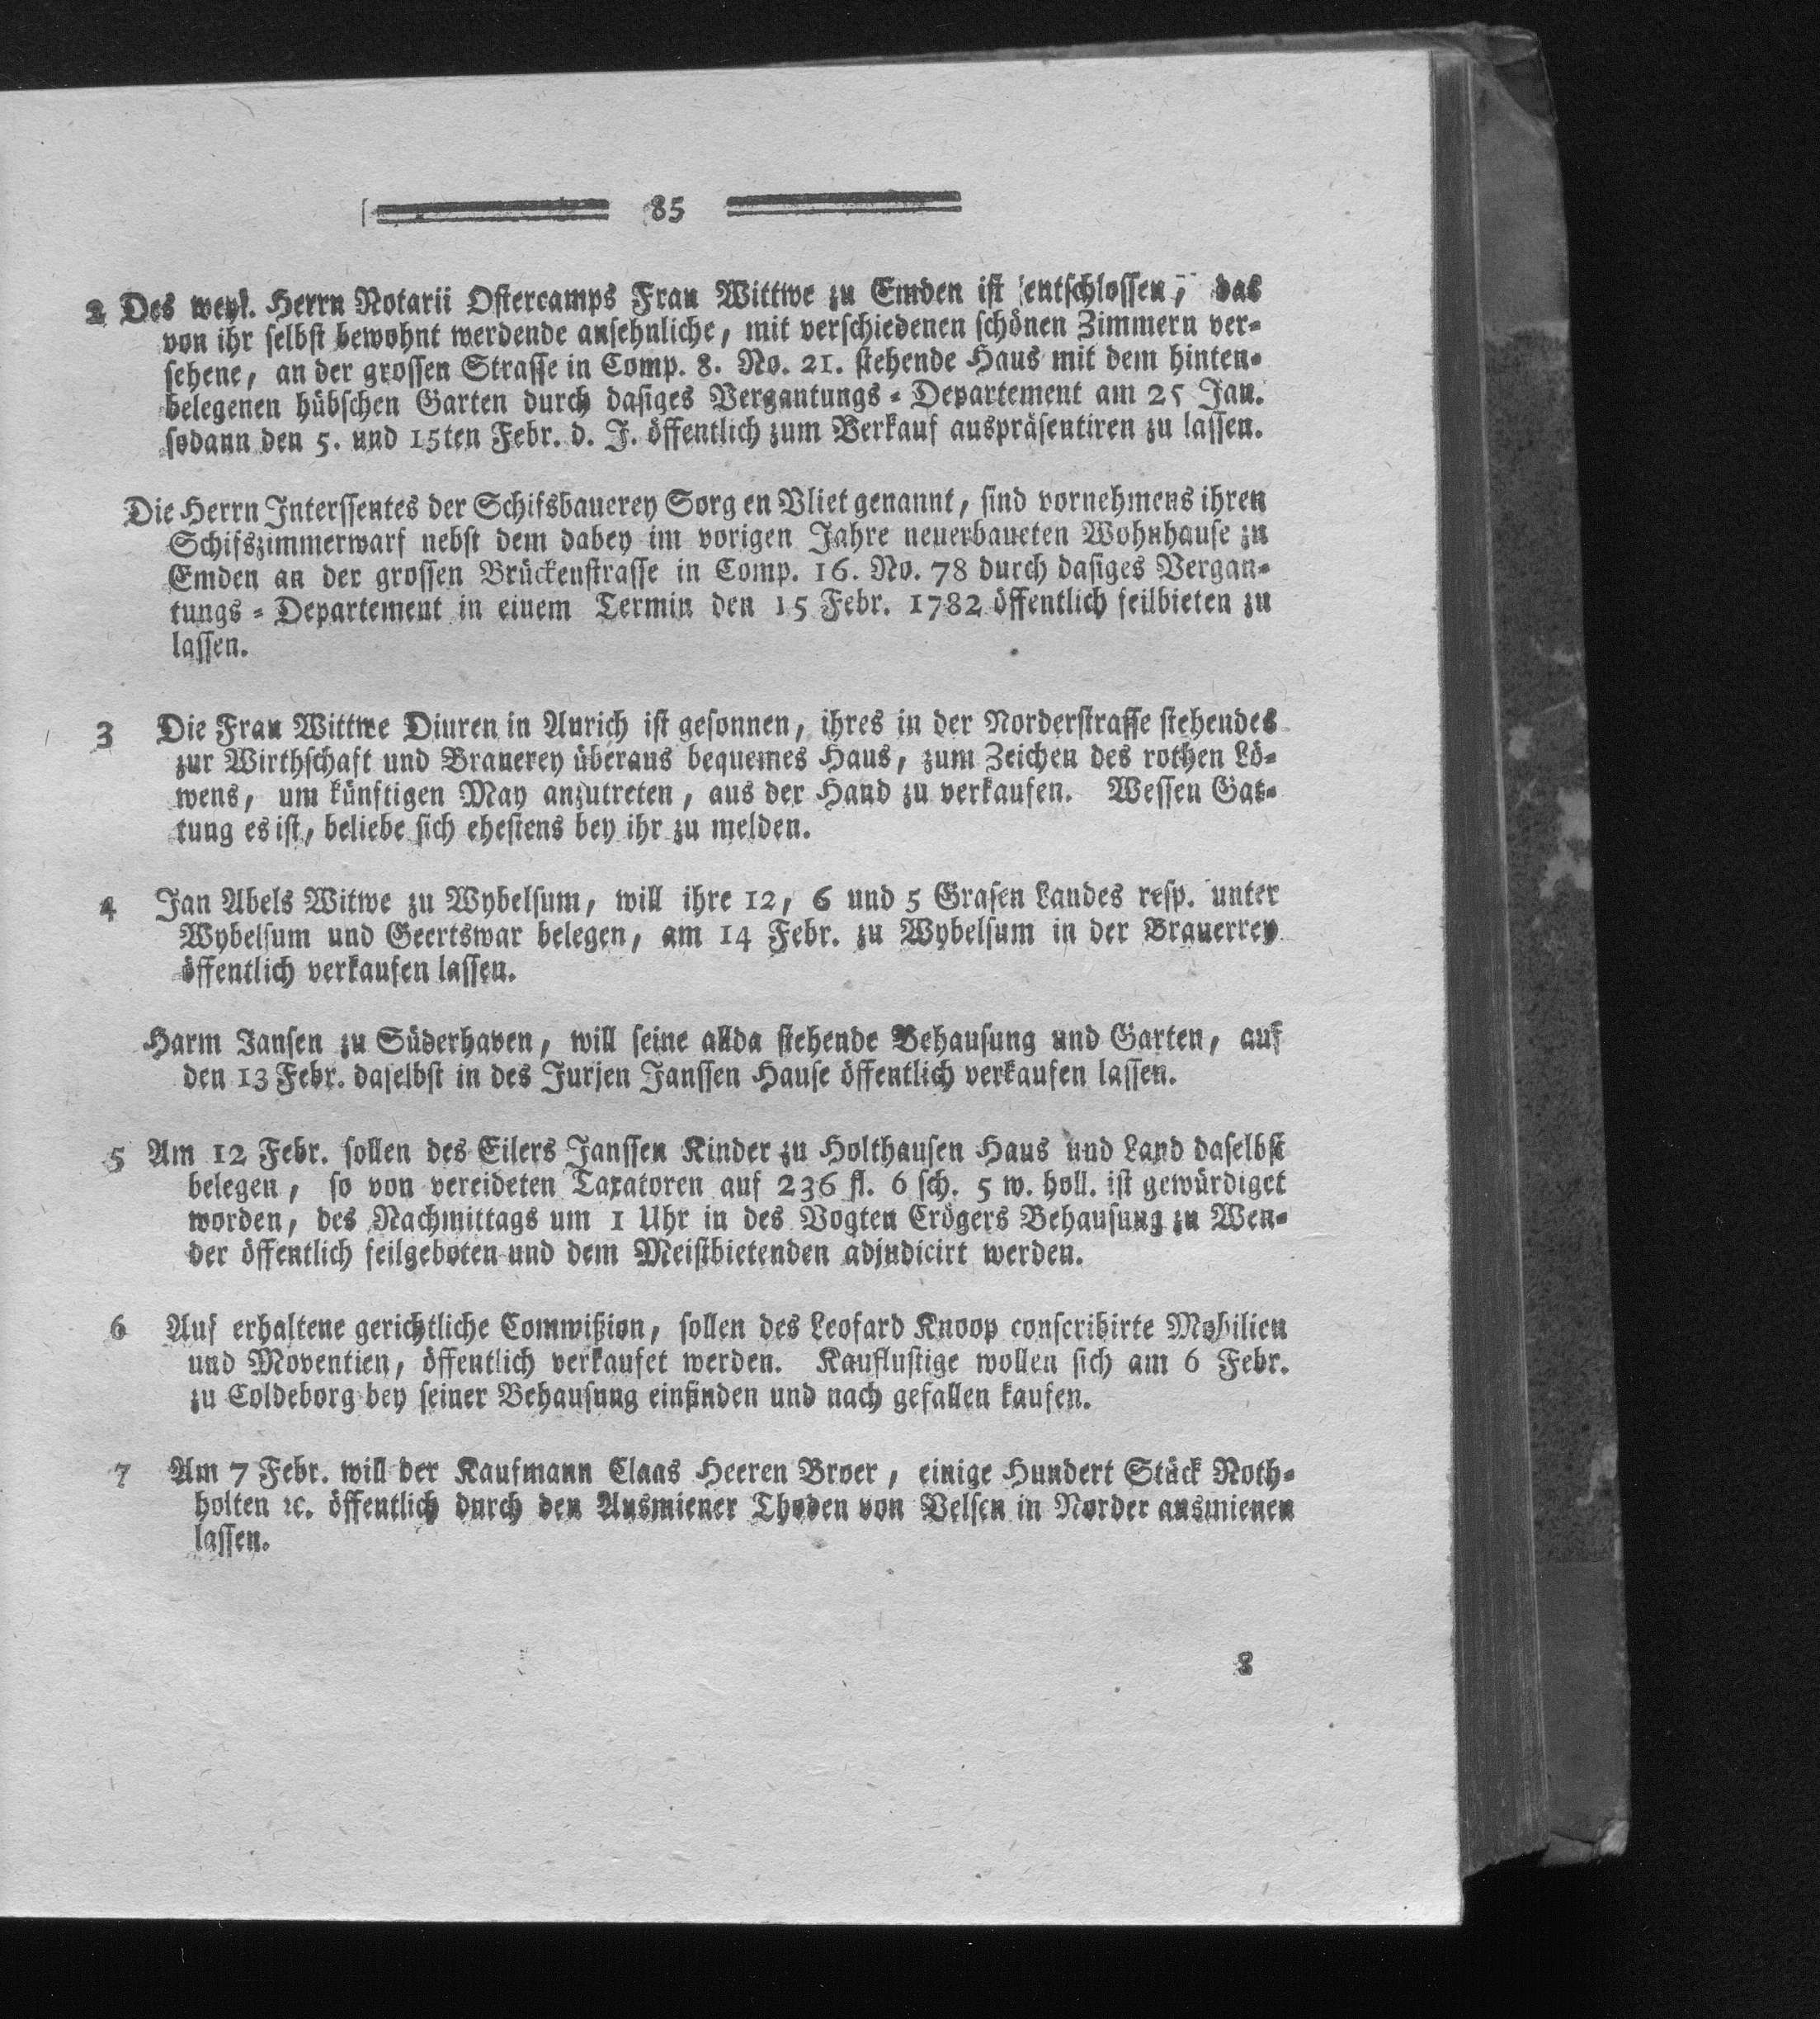 85
2 Des weyl. Herrn Notarii Ostercamps Frau Wittwe zu Emden ist entschlossen, das
von ihr selbst bewohnt werdende ansehnliche, mit verschiedenen schönen Zimmern ver-
sehene, an der grossen Strasse in Comp. 8. No. 21. stehende Haus mit dem hinten-
belegenen hübschen Garten durch dasiges Vergantungs-Departement am 25 Jan.
sodann den 5. und 15ten Febr. d. J. öffentlich zum Verkauf auspräsentiren zu lassen.
Die Herrn Interssentes der Schifsbauerey Sorg en Vliet genannt, sind vornehmens ihren
Schifszimmerwarf nebst dem dabey im vorigen Jahre neuerbaueten Wohnhause zu
Emden an der grossen Brückenstrasse in Comp. 16. No. 78 durch dasiges Vergan-
tungs-Departement in einem Termin den 15 Febr. 1782 öffentlich feilbieten zu
lassen.
3 Die Frau Wittwe Diuren in Aurich ist gesonnen, ihres in der Norderstrasse stehendes
zur Wirthschaft und Brauerey überaus bequemes Haus, zum Zeichen des rothen Lö-
wens, um künftigen May anzutreten, aus der Hand zu verkaufen. Wessen Gat-
tung es ist, beliebe sich ehestens bey ihr zu melden.
4 Jan Abels Witwe zu Wybelsum, will ihre 12, 6 und 5 Grasen Landes resp. unter
Wybelsum und Geertswar belegen, am 14 Febr. zu Wybelsum in der Brauerrey
öffentlich verkaufen lassen.
Harm Jansen zu Süderhaven, will seine allda stehende Behausung und Garten, auf
den 13 Febr. daselbst in des Jurjen Janssen Hause öffentlich verkaufen lassen.
5 Am 12 Febr. sollen des Eilers Janssen Kinder zu Holthausen Haus und Land daselbst
belegen, so von vereideten Taxatoren auf 236 fl. 6 sch. 5 w. holl. ist gewürdiget
worden, des Nachmittags um 1 Uhr in des Vogten Crögers Behausung zu Wen-
der öffentlich feilgeboten und dem Meistbietenden adjudicirt werden.
6 Auf erhaltene gerichtliche Commißion, sollen des Leofard Knoop conscribirte Mobilien
und Moventien, öffentlich verkaufet werden. Kauflustige wollen sich am 6 Febr.
zu Coldeborg bey seiner Behausung einfinden und nach gefallen kaufen.
7 Am 7 Febr. will der Kaufmann Claas Heeren Broer, einige Hundert Stück Noth-
holten ꝛc. öffentlich durch den Ausmiener Thoden von Velsen in Norder ausmienen
lassen.
8